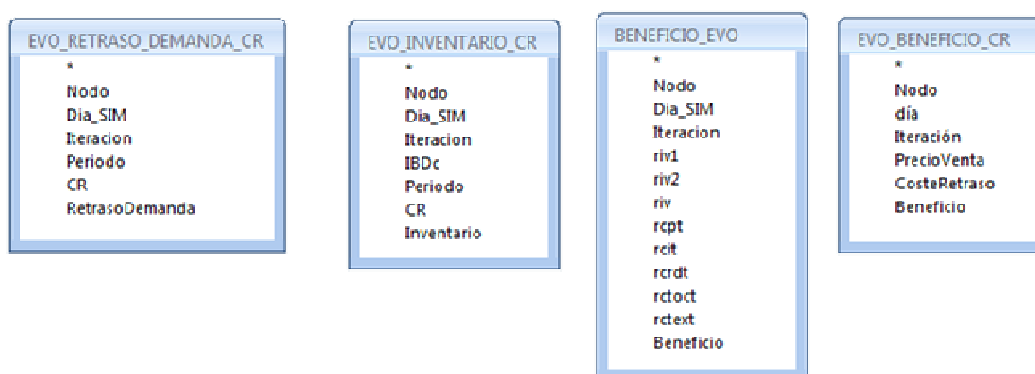 EVO_RETRASO_DEMANDA_CR
*
Nodo
Dia_SIM
Iteracion
Periodo
CR
RetrasoDemanda
EVO_INVENTARIO_CR
*
Nodo
Dia_SIM
Iteracion
IBDc
Periodo
CR
Inventario
BENEFICIO_EVO
*
Nodo
Dia_SIM
Iteracion
riv1
riv2
riv
rcpt
rcit
rcrdt
rctoct
rctext
Beneficio
EVO_BENEFICIO_CR
*
Nodo
día
Iteración
PrecioVenta
CosteRetraso
Beneficio